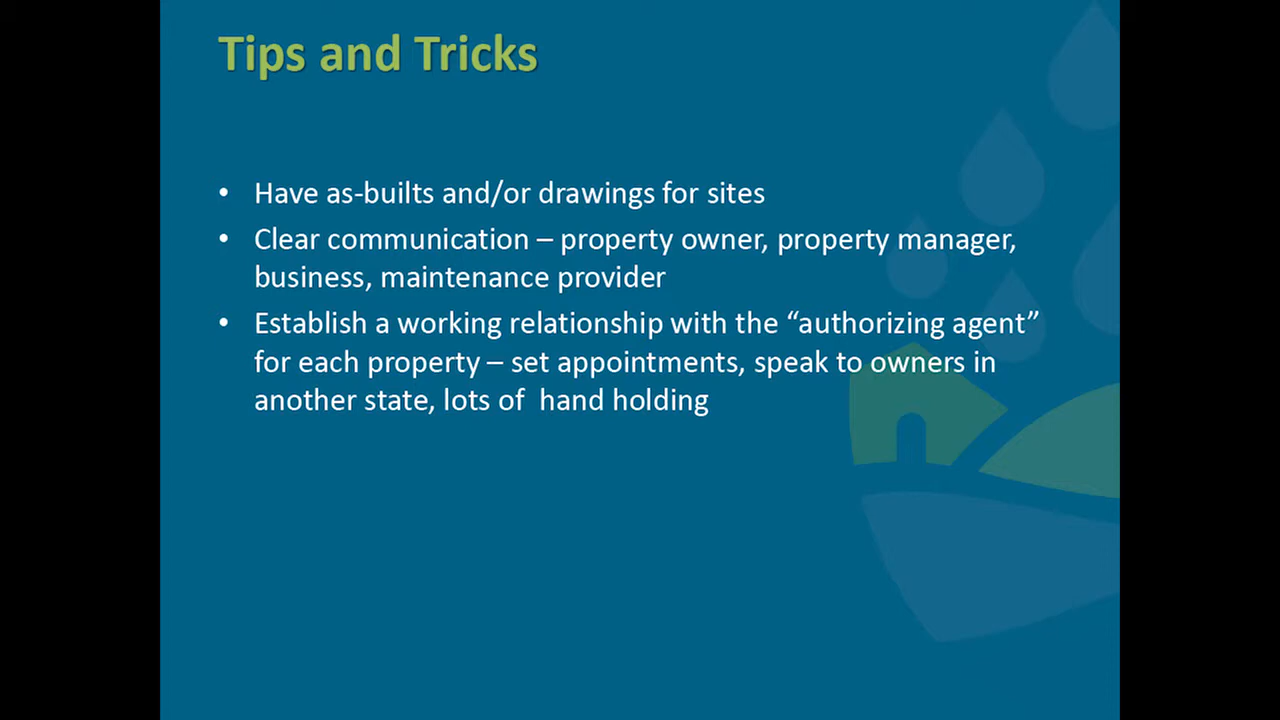 Tips and Tricks
• Have as-builts and/or drawings for sites
• Clear communication – property owner, property manager,
business, maintenance provider
• Establish a working relationship with the “authorizing agent”
for each property – set appointments, speak to owners in
another state, lots of  hand holding